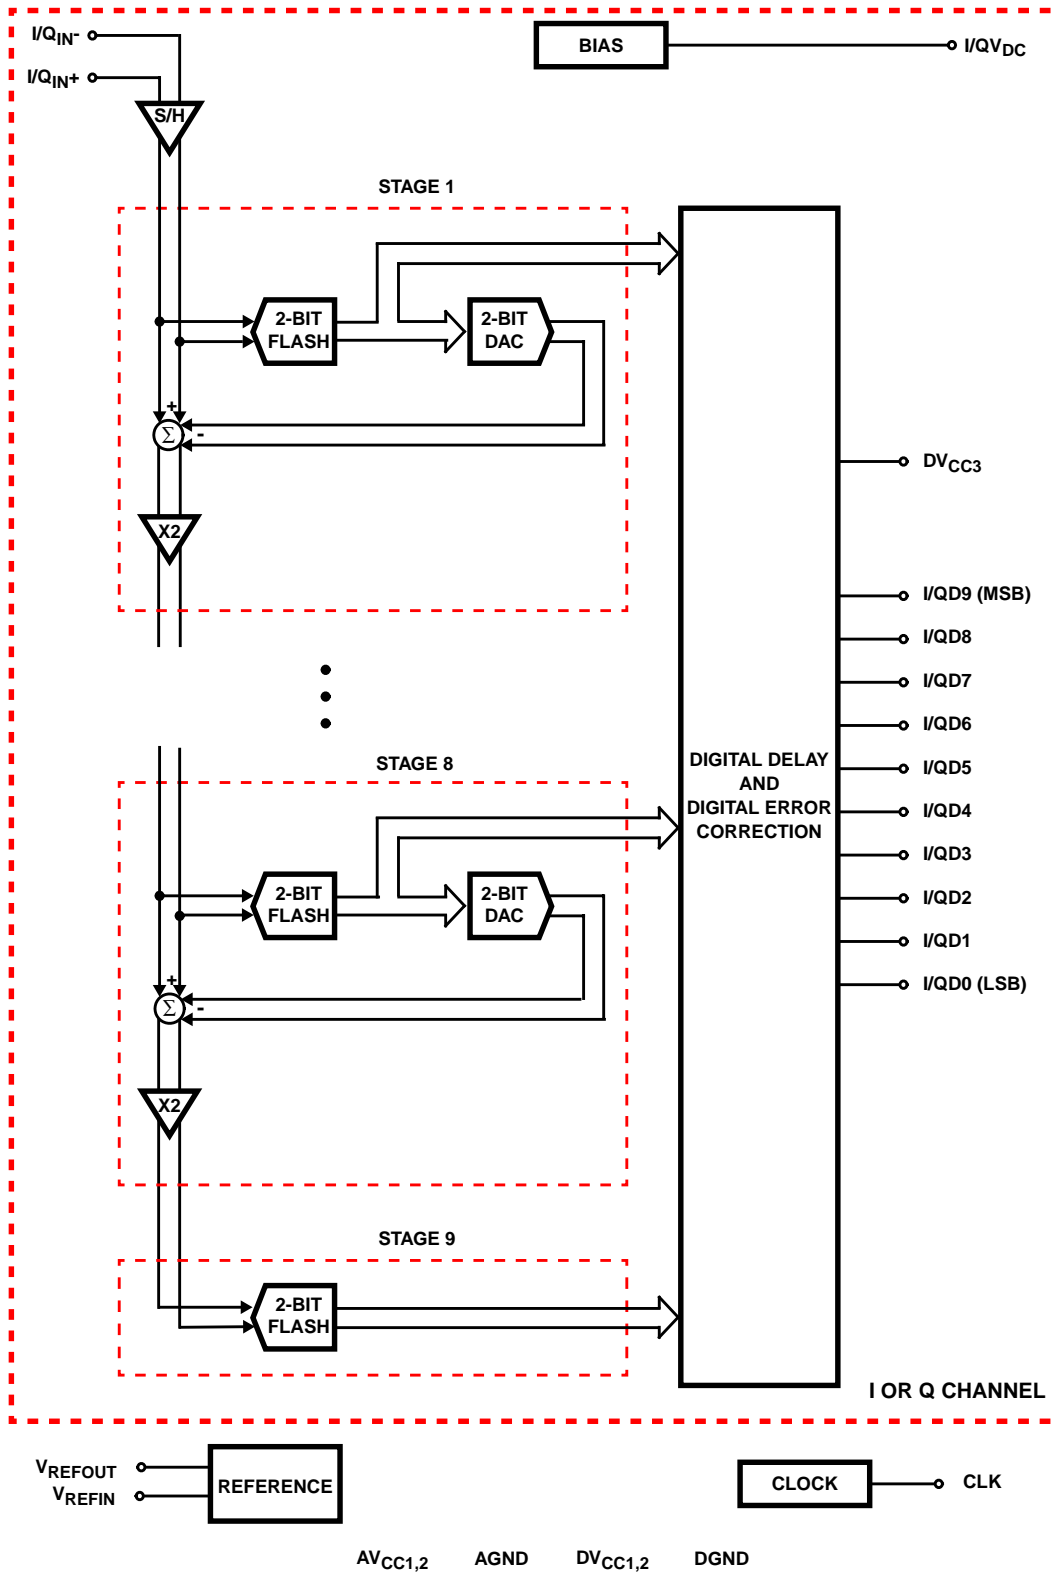 I/QIN-
BIAS
I/QVDC
I/QIN+
S/H
STAGE 1
2-BIT
FLASH
2-BIT
DAC
+
Σ
-
X2
DVCC3
I/QD9 (MSB)
I/QD8
I/QD7
I/QD6
I/QD5
I/QD4
I/QD3
I/QD2
I/QD1
I/QD0 (LSB)
DIGITAL DELAY
AND
DIGITAL ERROR
CORRECTION
STAGE 8
2-BIT
FLASH
2-BIT
DAC
+
Σ
-
X2
STAGE 9
2-BIT
FLASH
I OR Q CHANNEL
VREFOUT
VREFIN
REFERENCE
CLOCK
CLK
AVCC1,2 AGND DVCC1,2 DGND